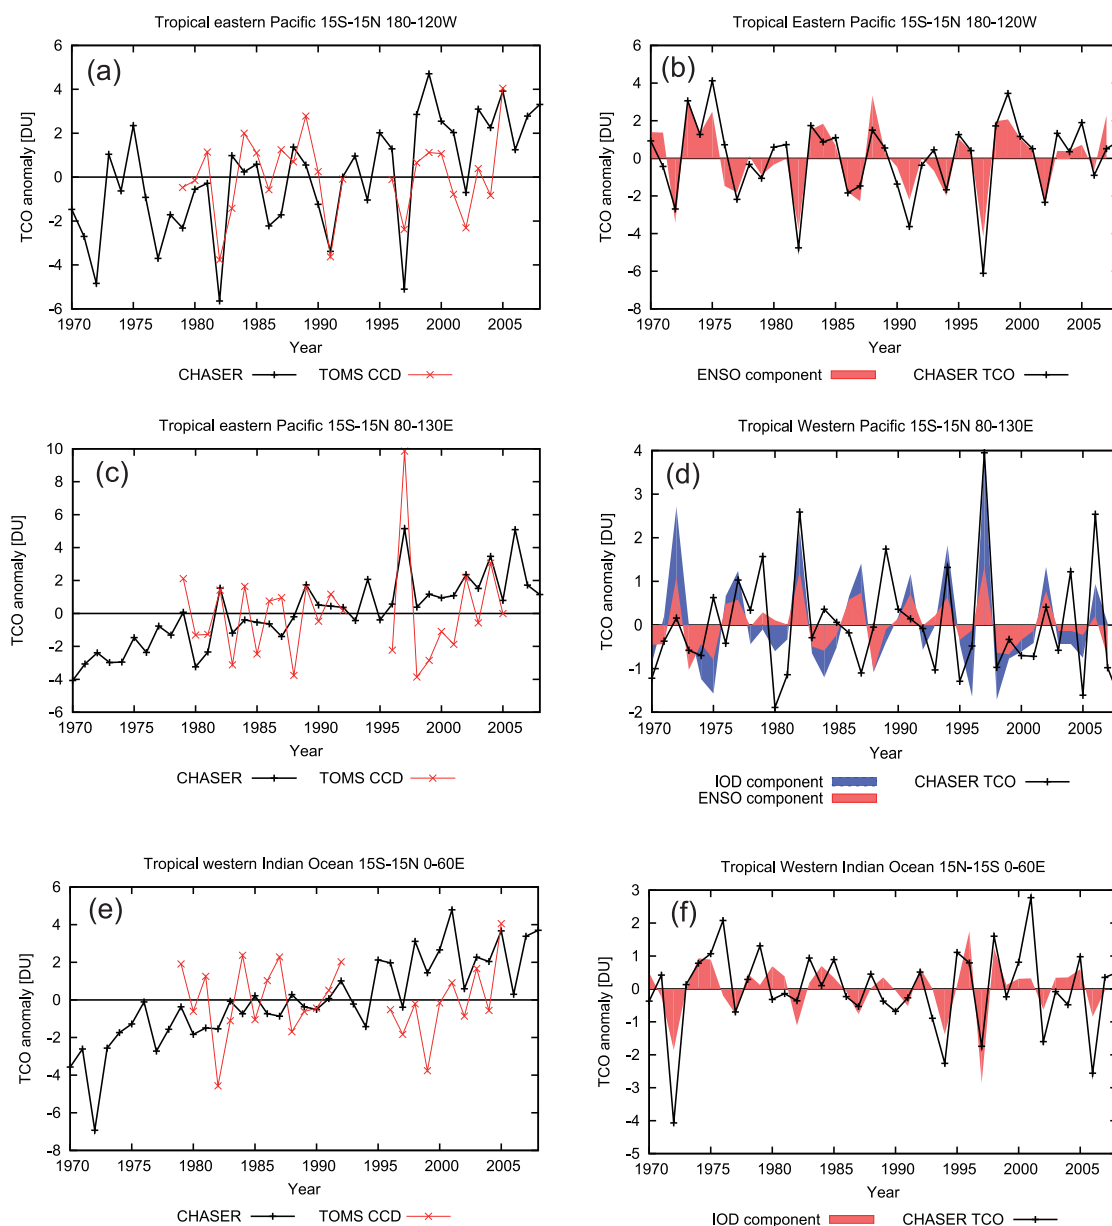 Tropical eastern Pacific 15S-15N 180-120W
(a)
TCO anomaly [DU]
6
4
2
0
-2
-4
-6
1970 1975 1980 1985 1990 1995 2000 2005
Year
CHASER TOMS CCD
Tropical Eastern Pacific 15S-15N 180-120W
(b)
TCO anomaly [DU]
6
4
2
0
-2
-4
-6
-8
1970 1975 1980 1985 1990 1995 2000 2005
Year
ENSO component CHASER TCO
Tropical eastern Pacific 15S-15N 80-130E
(c)
TCO anomaly [DU]
10
8
6
4
2
0
-2
-4
-6
1970 1975 1980 1985 1990 1995 2000 2005
Year
CHASER TOMS CCD
Tropical Western Pacific 15S-15N 80-130E
(d)
TCO anomaly [DU]
4
3
2
1
0
-1
-2
1970 1975 1980 1985 1990 1995 2000 2005
Year
IOD component CHASER TCO
ENSO component
Tropical western Indian Ocean 15S-15N 0-60E
(e)
TCO anomaly [DU]
6
4
2
0
-2
-4
-6
-8
1970 1975 1980 1985 1990 1995 2000 2005
Year
CHASER TOMS CCD
Tropical Western Indian Ocean 15N-15S 0-60E
(f)
TCO anomaly [DU]
3
2
1
0
-1
-2
-3
-4
-5
1970 1975 1980 1985 1990 1995 2000 2005
Year
IOD component CHASER TCO